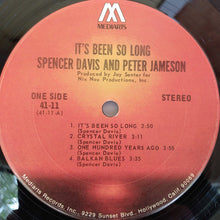 MEDIARTS
IT'S BEEN SO LONG
SPENCER DAVIS AND PETER JAMESON
Produced by Jay Senter for
Nix Nox Productions, Inc.
ONE SIDE
41-11
(41-11-A)
STEREO
1 IT'S BEEN SO LONG 2:50
(Spencer Davis)
2 CRYSTAL RIVER 3:11
(Spencer Davis)
3 ONE HUNDRED YEARS AGO 2:55
(Spencer Davis)
4 BALKAN BLUES 3:35
(Spencer Davis)
Mediarts Records, Inc., 9229 Sunset Blvd., Hollywood, Calif. 90069